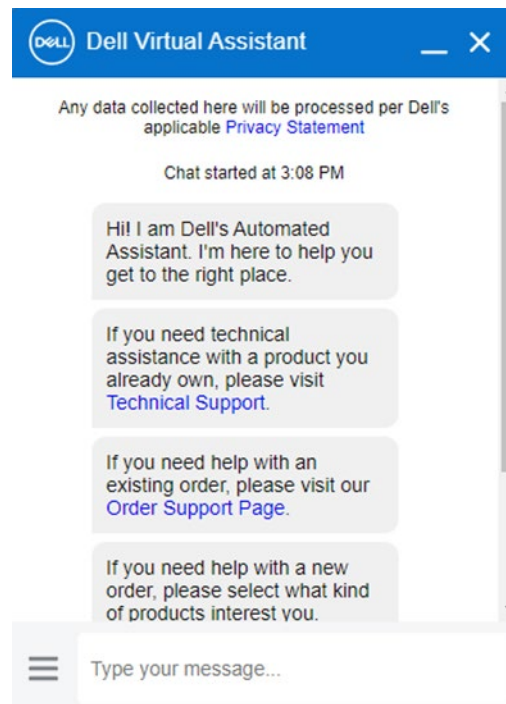 DELL Dell Virtual Assistant
Any data collected here will be processed per Dell's
applicable Privacy Statement
Chat started at 3:08 PM
Hi! I am Dell's Automated
Assistant. I'm here to help you
get to the right place.
If you need technical
assistance with a product you
already own, please visit
Technical Support.
If you need help with an
existing order, please visit our
Order Support Page.
If you need help with a new
order, please select what kind
of products interest you.
Type your message...